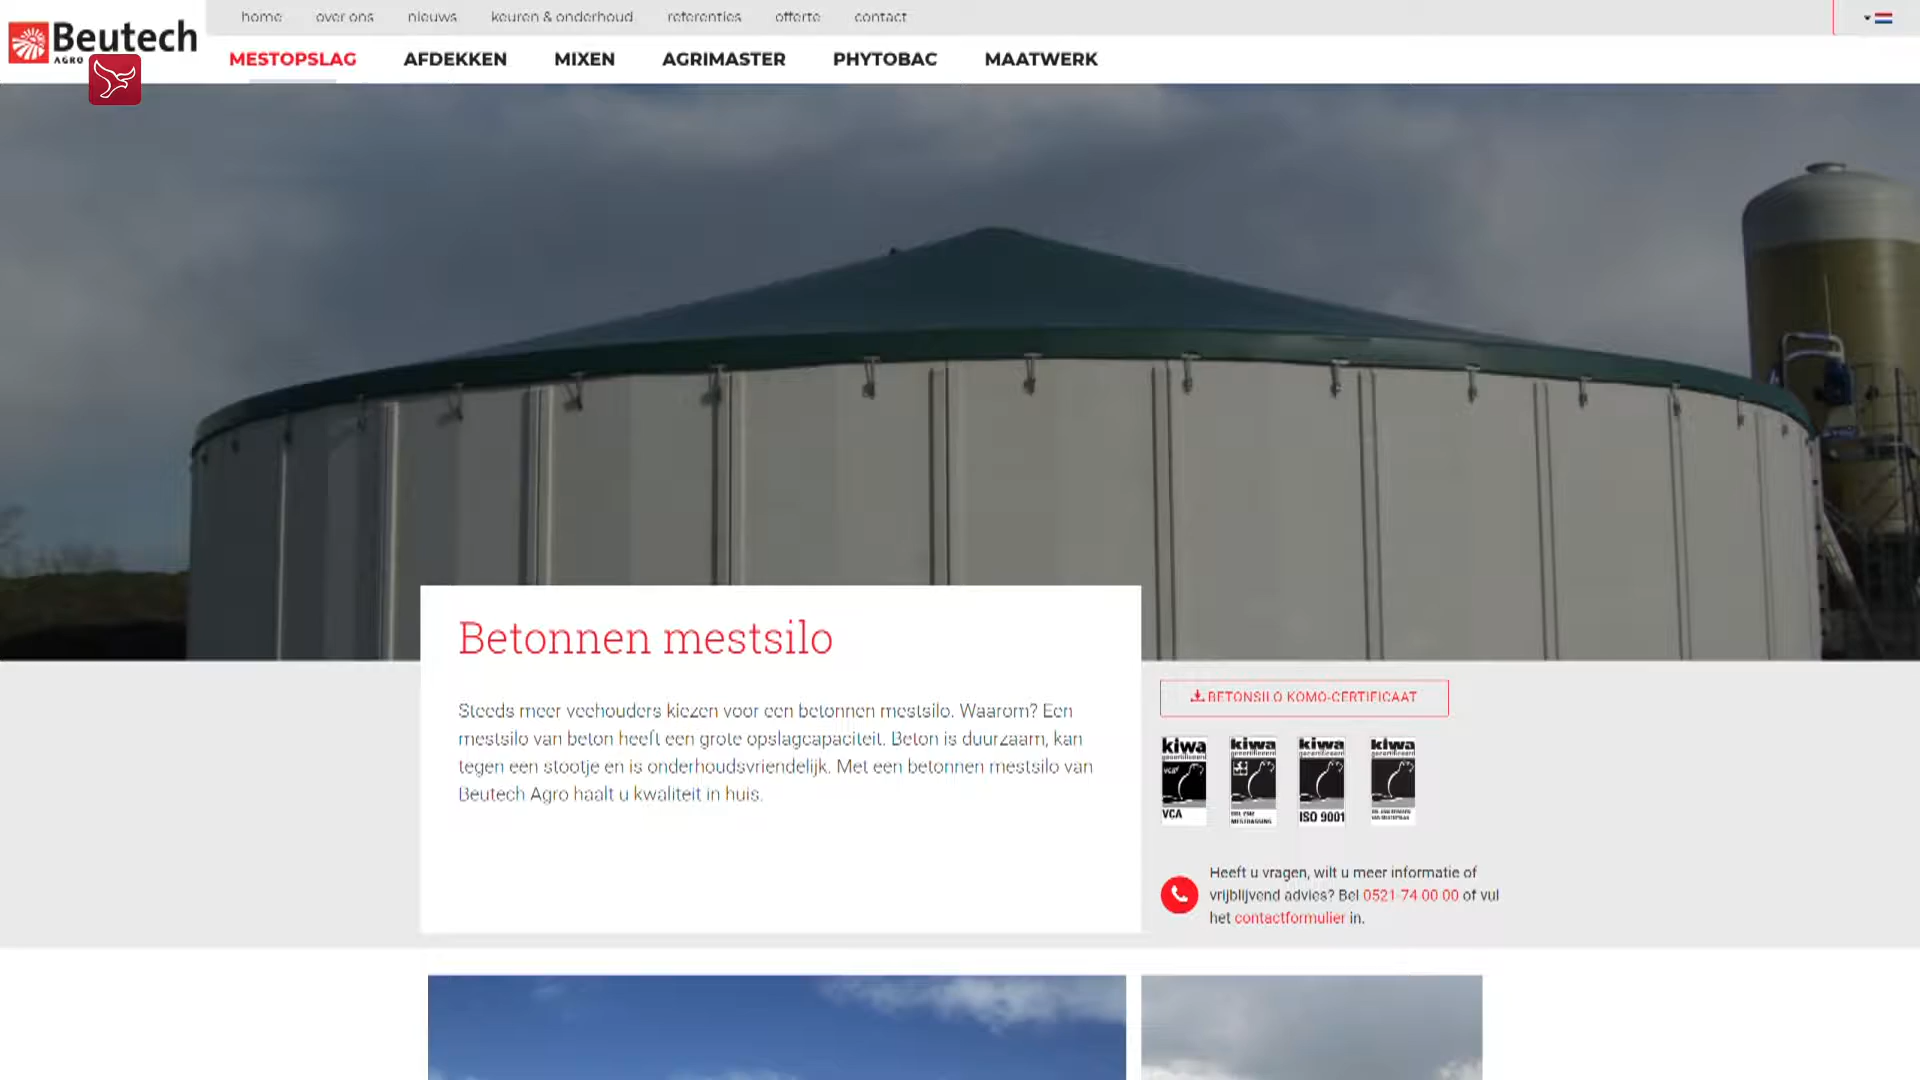 Beutech
AGRO
home over ons nieuws keuren & onderhoud referenties offerte contact
MESTOPSLAG AFDEKKEN MIXEN AGRIMASTER PHYTOBAC MAATWERK
Betonnen mestsilo
Steeds meer veehouders kiezen voor een betonnen mestsilo. Waarom? Een
mestsilo van beton heeft een grote opslagcapaciteit. Beton is duurzaam, kan
tegen een stootje en is onderhoudsvriendelijk. Met een betonnen mestsilo van
Beutech Agro haalt u kwaliteit in huis.
BETONSILO KOMO-CERTIFICAAT
kiwa kiwa kiwa kiwa
gecertificeerd gecertificeerd gecertificeerd gecertificeerd
VCA ISO 9001
Heeft u vragen, wilt u meer informatie of
vrijblijvend advies? Bel 0521-74 00 00 of vul
het contactformulier in.